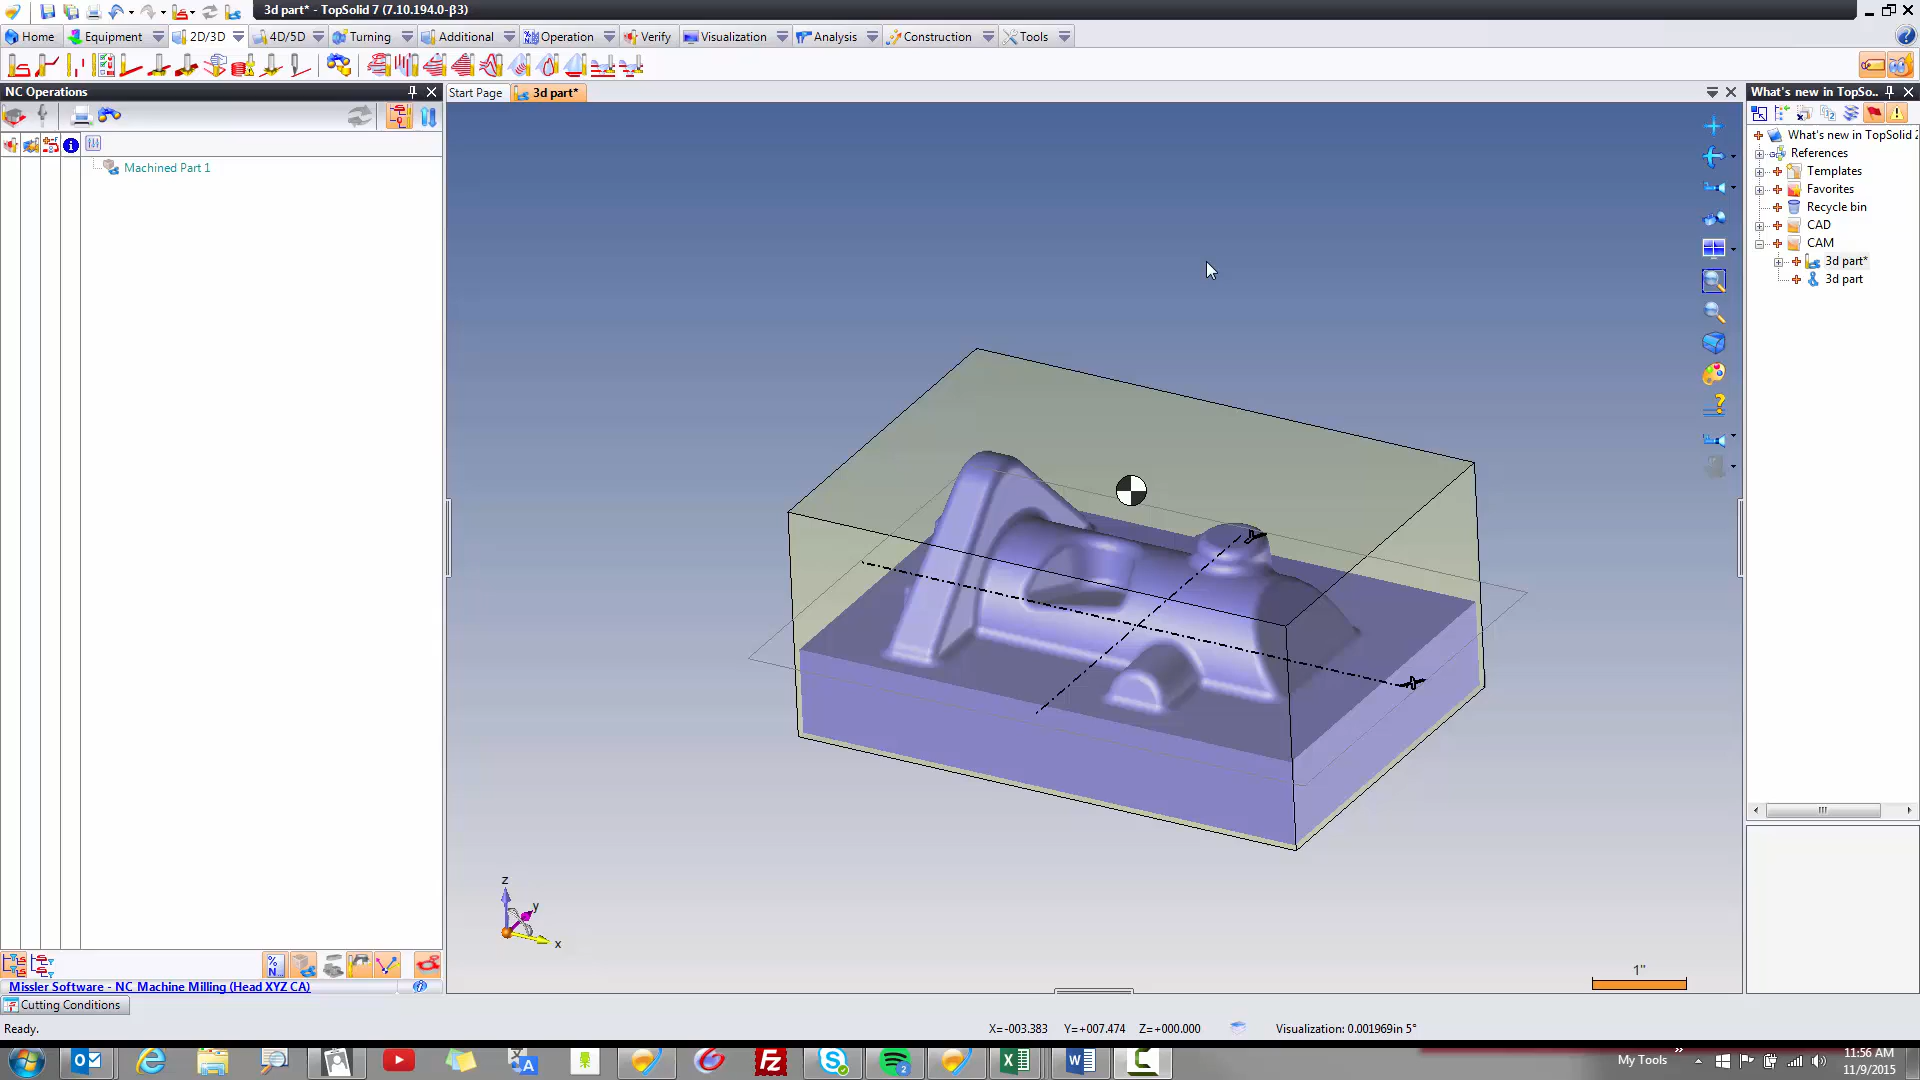 3d part* - TopSolid 7 (7.10.194.0-β3)
Home Equipment 2D/3D 4D/5D Turning Additional Operation Verify Visualization Analysis Construction Tools
NC Operations
Start Page 3d part*
What's new in TopSo..
Machined Part 1
What's new in TopSolid 2
References
Templates
Favorites
Recycle bin
CAD
CAM
3d part*
3d part
Y
X
z
y
x
1"
% N...
Missler Software - NC Machine Milling (Head XYZ CA)
Cutting Conditions
Ready.
X=-003.383 Y=+007.474 Z=+000.000 Visualization: 0.001969in 5°
My Tools
11:56 AM
11/9/2015